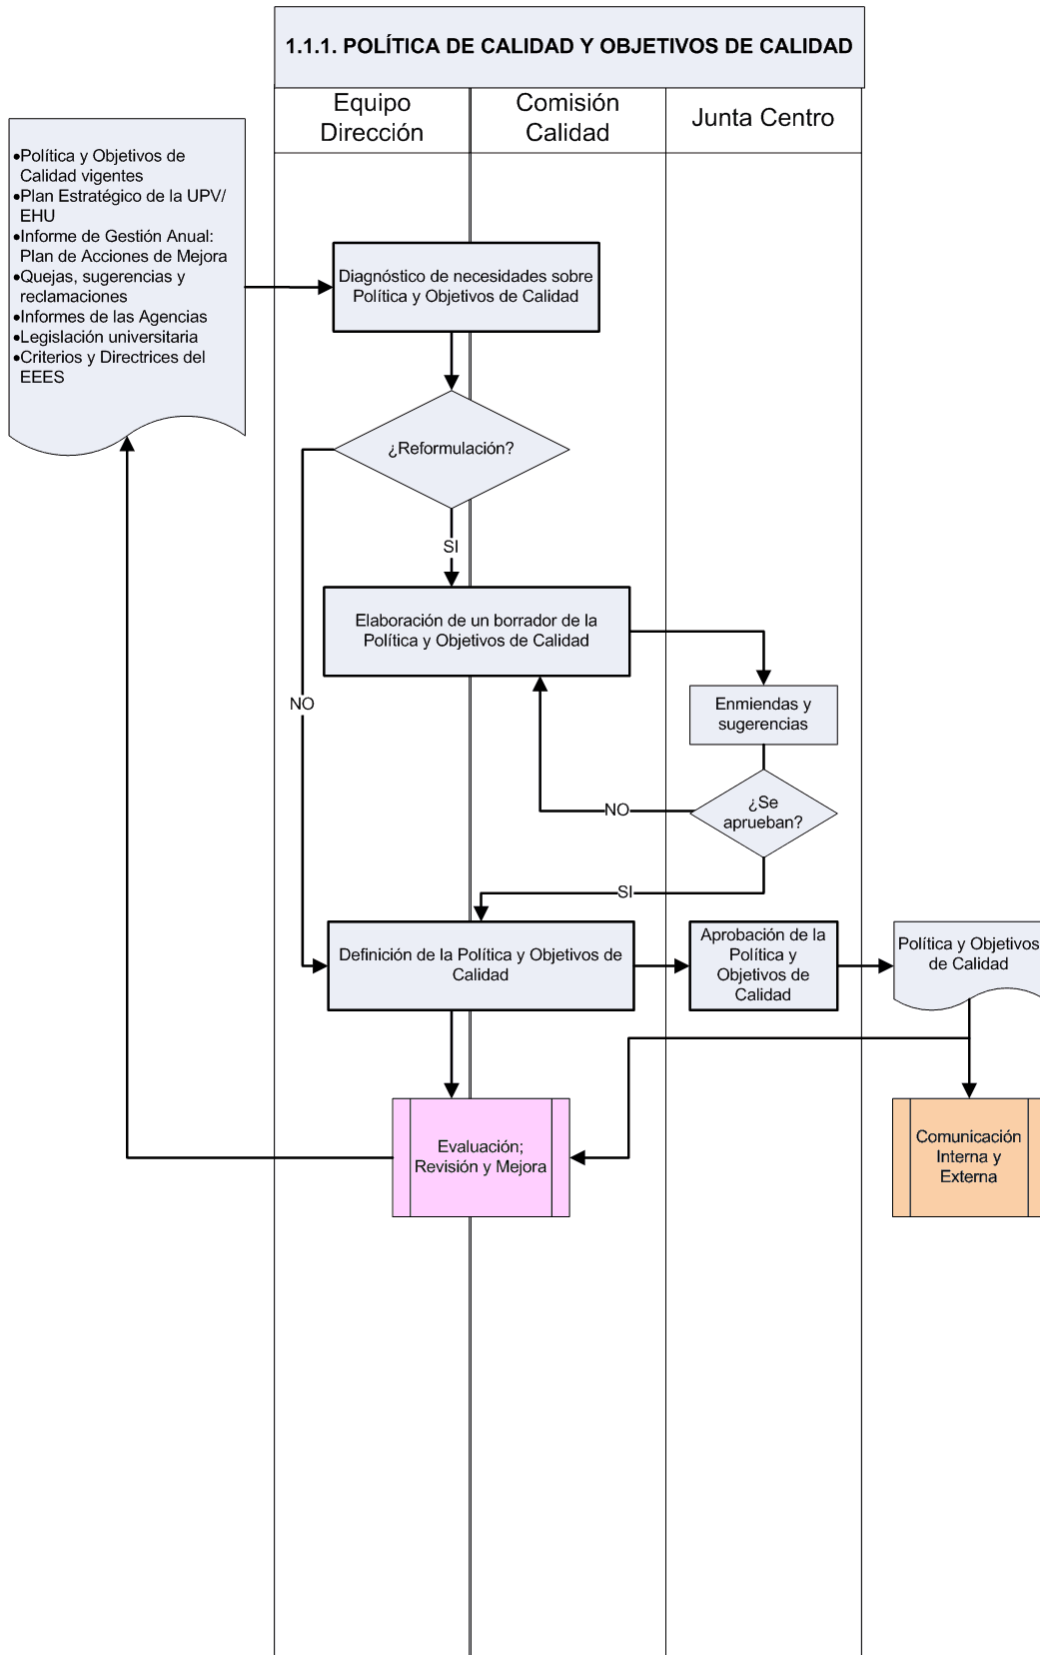 1.1.1. POLÍTICA DE CALIDAD Y OBJETIVOS DE CALIDAD
Equipo
Dirección
Comisión
Calidad
Junta Centro
•Política y Objetivos de
Calidad vigentes
•Plan Estratégico de la UPV/
EHU
•Informe de Gestión Anual:
Plan de Acciones de Mejora
•Quejas, sugerencias y
reclamaciones
•Informes de las Agencias
•Legislación universitaria
•Criterios y Directrices del
EEES
Diagnóstico de necesidades sobre
Política y Objetivos de Calidad
¿Reformulación?
SI
Elaboración de un borrador de la
Política y Objetivos de Calidad
NO
Enmiendas y
sugerencias
¿Se
aprueban?
NO
SI
Definición de la Política y Objetivos de
Calidad
Aprobación de la
Política y
Objetivos de
Calidad
Política y Objetivos
de Calidad
Evaluación;
Revisión y Mejora
Comunicación
Interna y
Externa